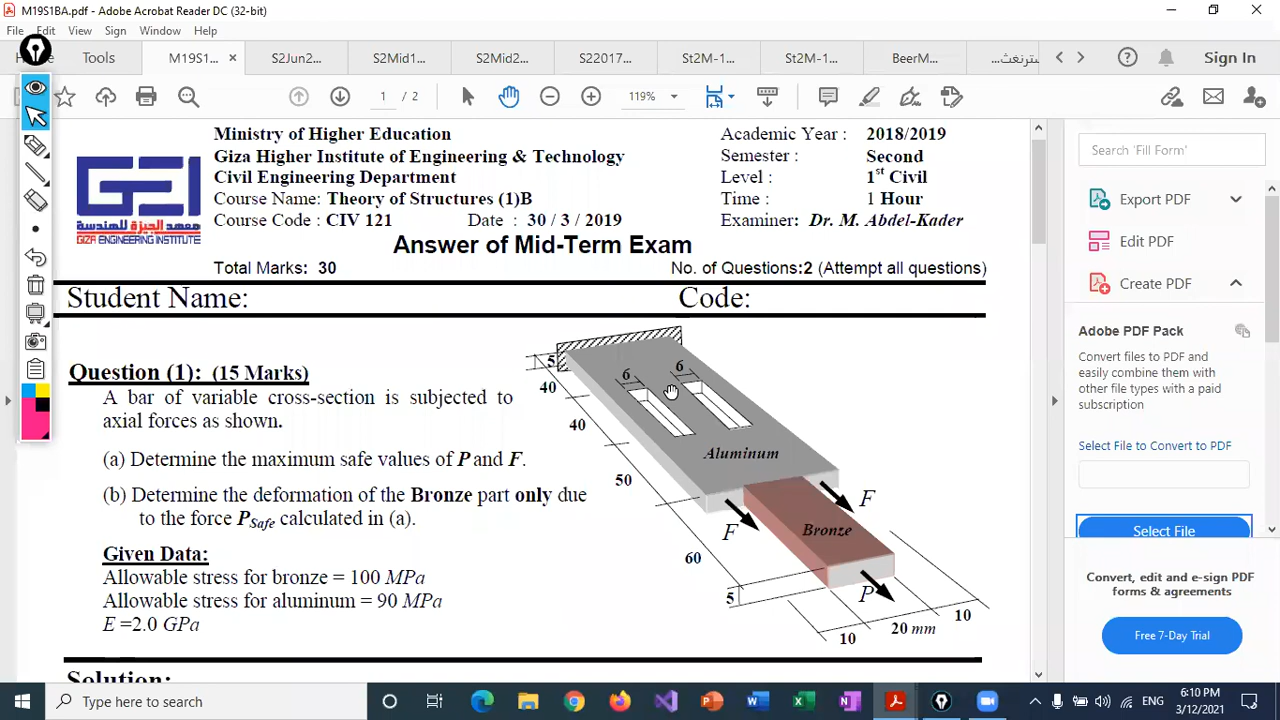 M19S1BA.pdf - Adobe Acrobat Reader DC (32-bit)
File Edit View Sign Window Help
Tools M19S1... S2Jun2... S2Mid1... S2Mid2... S22017... St2M-1... St2M-1... BeerM... ...سترنغث Sign In
1 / 2 119%
Ministry of Higher Education
Giza Higher Institute of Engineering & Technology
Civil Engineering Department
Course Name: Theory of Structures (1)B
Course Code : CIV 121 Date : 30 / 3 / 2019
Academic Year : 2018/2019
Semester : Second
Level : 1st Civil
Time : 1 Hour
Examiner: Dr. M. Abdel-Kader
GEI
معهد الجيزة للهندسة
GIZA ENGINEERING INSTITUTE
Answer of Mid-Term Exam
Total Marks: 30 No. of Questions:2 (Attempt all questions)
Student Name: Code:
Question (1): (15 Marks)
A bar of variable cross-section is subjected to
axial forces as shown.
(a) Determine the maximum safe values of P and F.
(b) Determine the deformation of the Bronze part only due
to the force PSafe calculated in (a).
Given Data:
Allowable stress for bronze = 100 MPa
Allowable stress for aluminum = 90 MPa
E =2.0 GPa
5
40
40
50
60
5
6
6
Aluminum
Bronze
F
F
P
10
20 mm
10
Solution:
Search 'Fill Form'
Export PDF
Edit PDF
Create PDF
Adobe PDF Pack
Convert files to PDF and
easily combine them with
other file types with a paid
subscription
Select File to Convert to PDF
Select File
Convert, edit and e-sign PDF
forms & agreements
Free 7-Day Trial
Type here to search
ENG
6:10 PM
3/12/2021